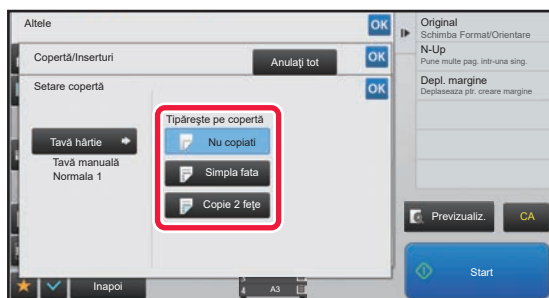 Altele
OK
Copertă/Inserturi
Anulaţi tot
OK
Setare copertă
OK
Tipăreşte pe copertă
Tavă hârtie
Nu copiati
Tavă manuală
Normala 1
Simpla fata
Copie 2 feţe
Inapoi
4
A3
Original
Schimba Format/Orientare
N-Up
Pune multe pag. intr-una sing.
Depl. margine
Deplaseaza ptr. creare margine
Previzualiz.
CA
Start